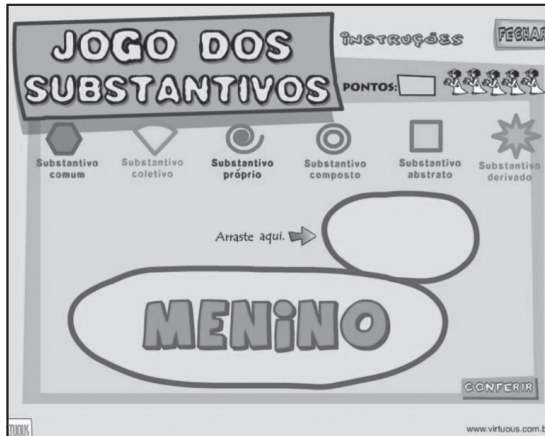 JOGO DOS
SUBSTANTIVOS
INSTRUÇÕES
FECHAR
PONTOS:
Substantivo
comum
Substantivo
coletivo
Substantivo
próprio
Substantivo
composto
Substantivo
abstrato
Substantivo
derivado
Arraste aqui.
MENINO
CONFERIR
www.virtuous.com.b